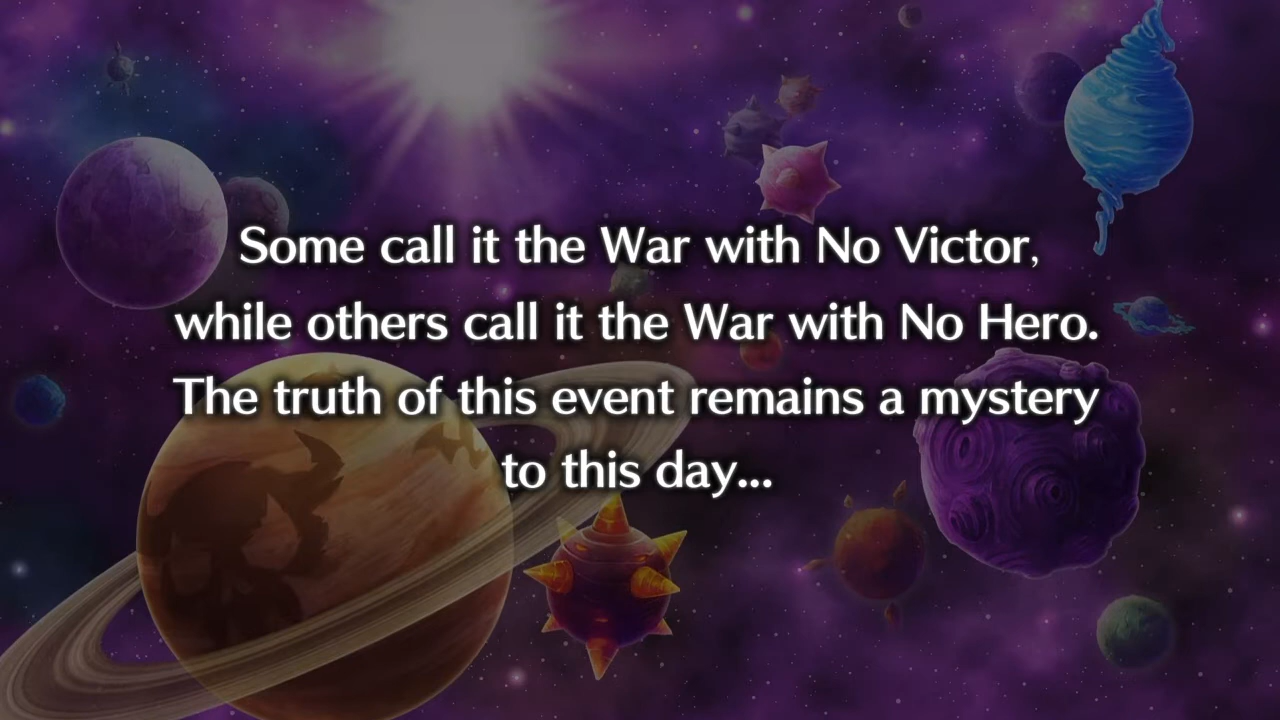 Some call it the War with No Victor,
while others call it the War with No Hero.
The truth of this event remains a mystery
to this day...